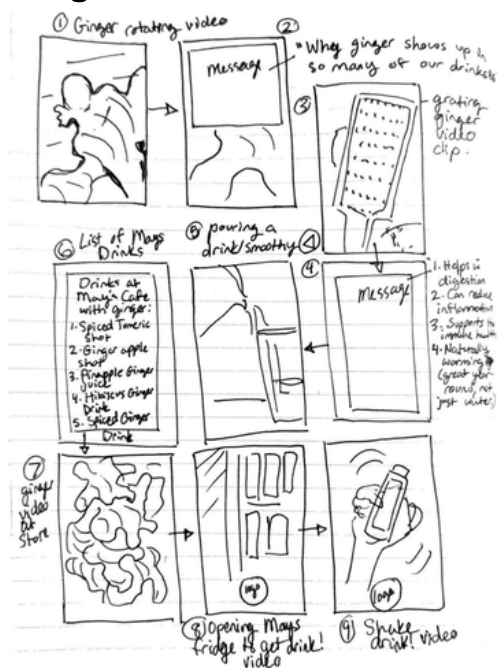 ① Ginger rotating video
②
Message
"Why ginger shows up in
so many of our drinks"
③
grating
ginger
video
clip.
④
Message
1. Helps in
digestion
2. Can reduce
inflammation
3. Supports
immune health
4. Naturally
warming
(great year-
round, not
just winter)
⑤ pouring a
drink/smoothy
⑥ List of Mays
Drinks
Drinks at
May's Cafe
with ginger:
1. Spiced Tumeric
shot
2. Ginger apple
shot
3. Pineapple Ginger
juice
4. Hibiscus Ginger
Drink
5. Spiced Ginger
Drink
⑦
ginger
video
at
store
⑧ Opening Mays
fridge to get drink!
video
logo
⑨ Shake
drink! video
logo